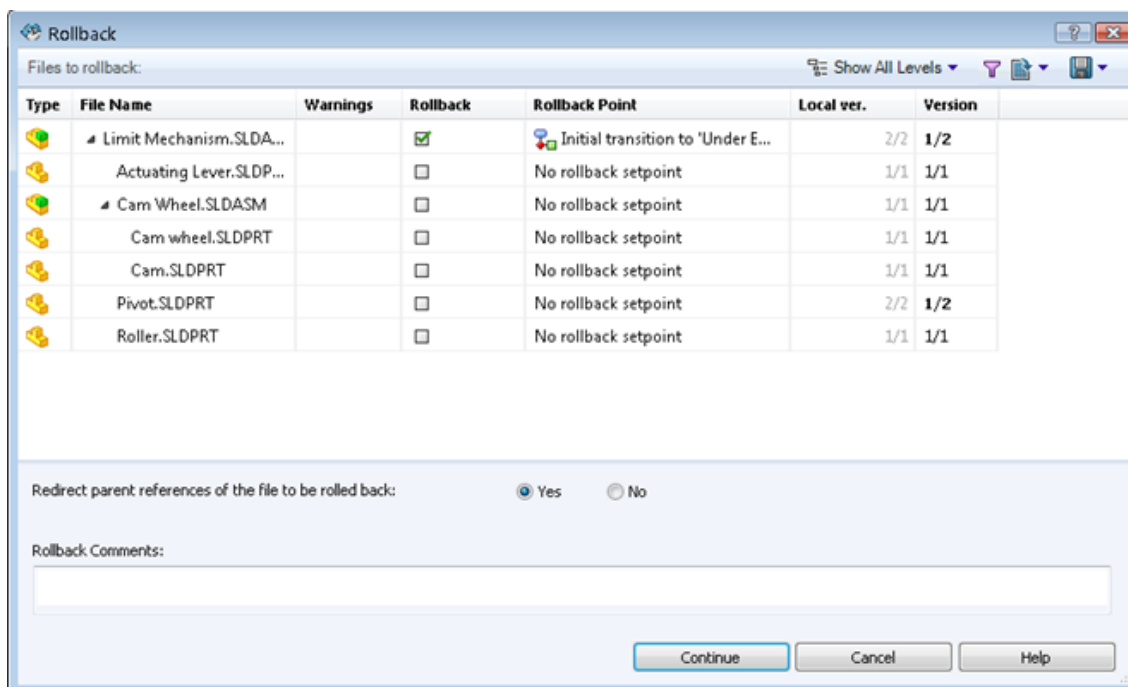 Rollback
Files to rollback: Show All Levels
Type File Name Warnings Rollback Rollback Point Local ver. Version
Limit Mechanism.SLDA... Initial transition to 'Under E... 2/2 1/2
Actuating Lever.SLDP... No rollback setpoint 1/1 1/1
Cam Wheel.SLDASM No rollback setpoint 1/1 1/1
Cam wheel.SLDPRT No rollback setpoint 1/1 1/1
Cam.SLDPRT No rollback setpoint 1/1 1/1
Pivot.SLDPRT No rollback setpoint 2/2 1/2
Roller.SLDPRT No rollback setpoint 1/1 1/1
Redirect parent references of the file to be rolled back: Yes No
Rollback Comments:
Continue Cancel Help